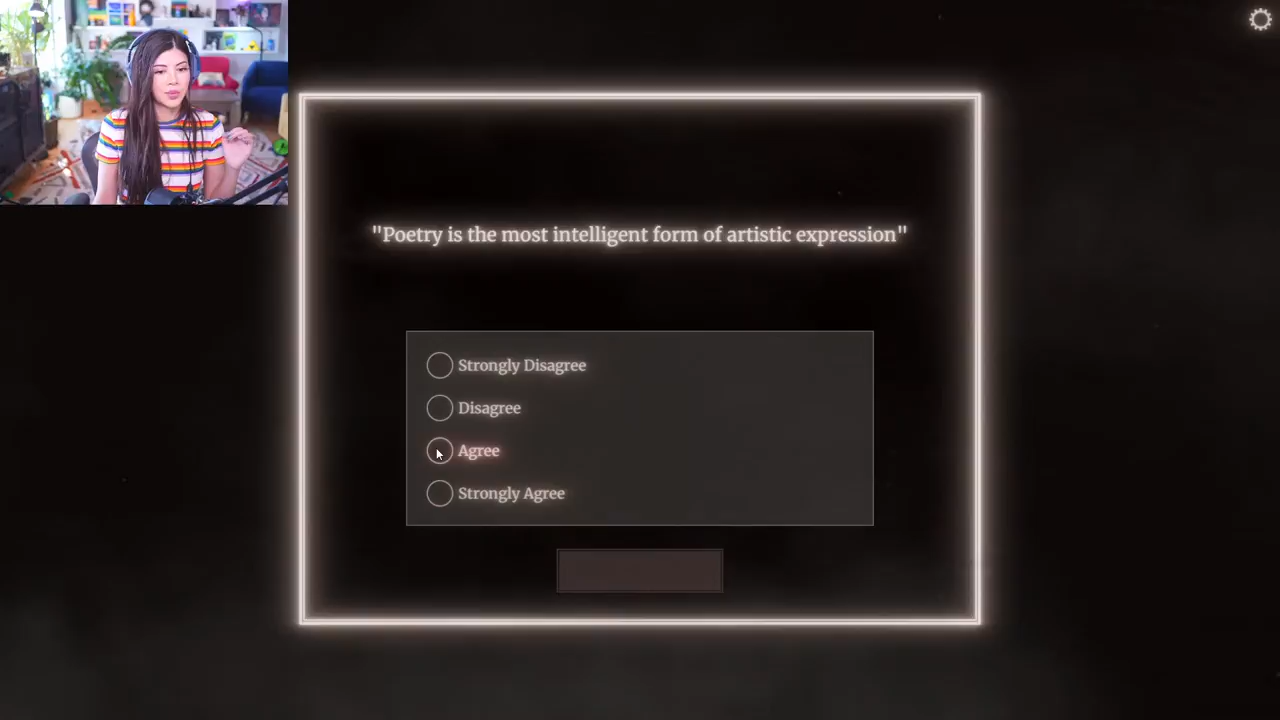 "Poetry is the most intelligent form of artistic expression"
Strongly Disagree
Disagree
Agree
Strongly Agree